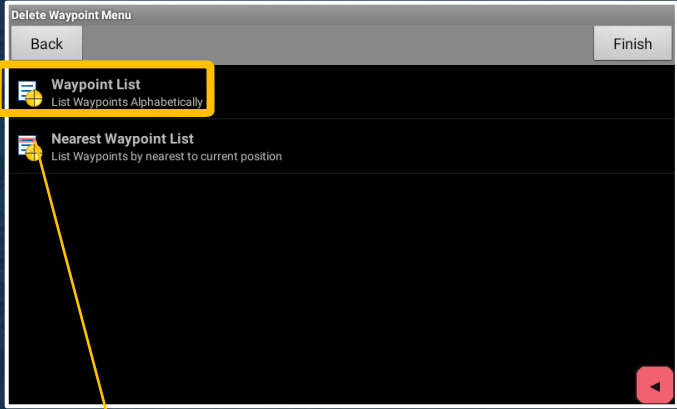 Delete Waypoint Menu
Back
Finish
Waypoint List
List Waypoints Alphabetically
Nearest Waypoint List
List Waypoints by nearest to current position